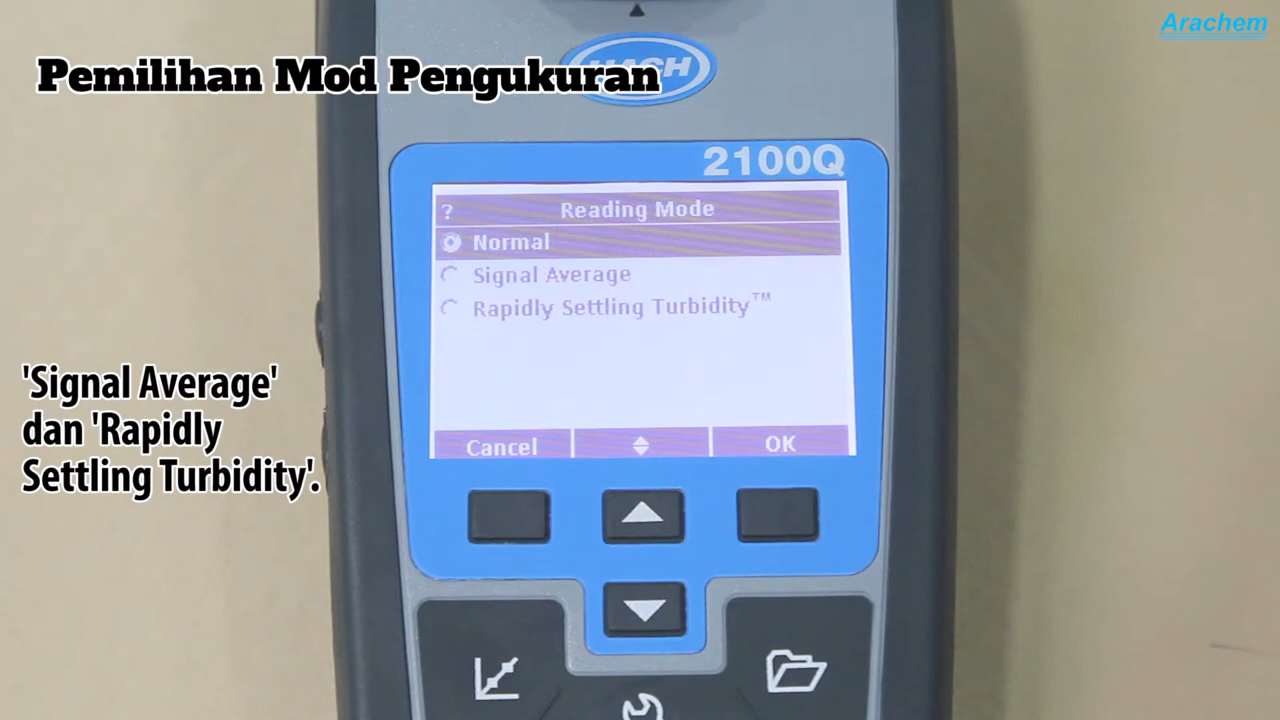 Arachem
Pemilihan Mod Pengukuran
HACH
2100Q
? Reading Mode
Normal
Signal Average
Rapidly Settling Turbidity™
Cancel OK
'Signal Average'
dan 'Rapidly
Settling Turbidity'.